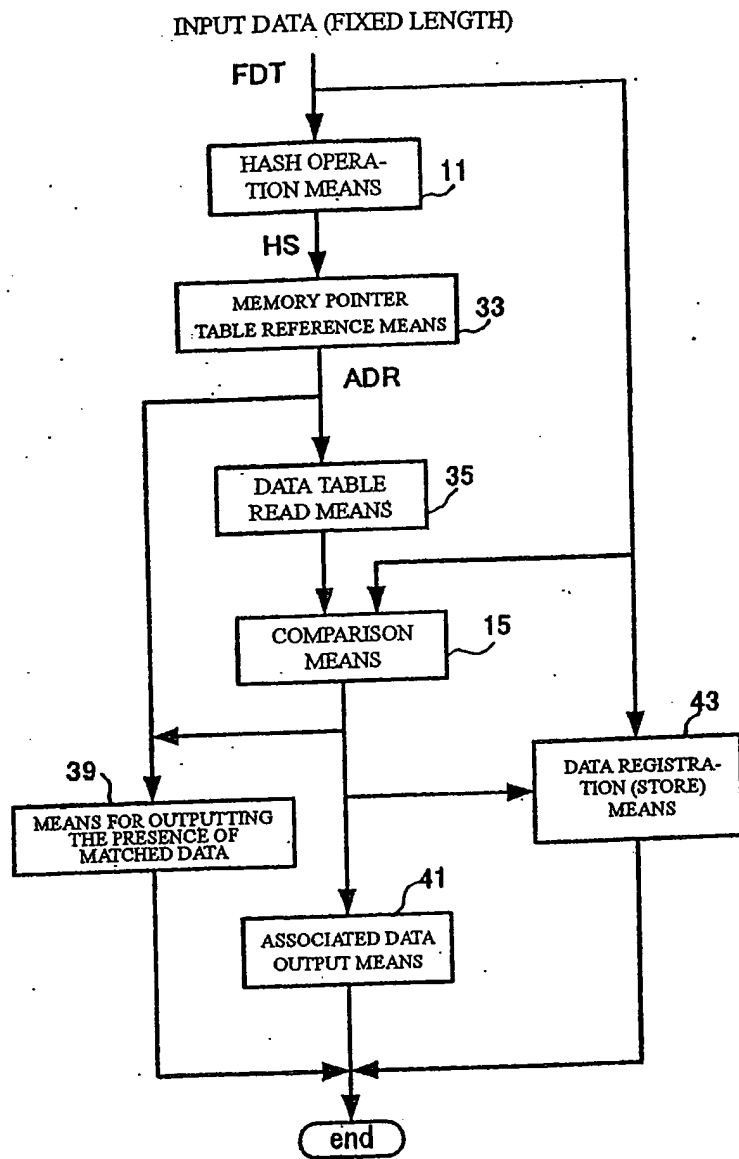 INPUT DATA (FIXED LENGTH)
FDT
HASH OPERA-
TION MEANS
11
HS
MEMORY POINTER
TABLE REFERENCE MEANS
33
ADR
DATA TABLE
READ MEANS
35
COMPARISON
MEANS
15
43
DATA REGISTRA-
TION (STORE)
MEANS
39
MEANS FOR OUTPUTTING
THE PRESENCE OF
MATCHED DATA
41
ASSOCIATED DATA
OUTPUT MEANS
end